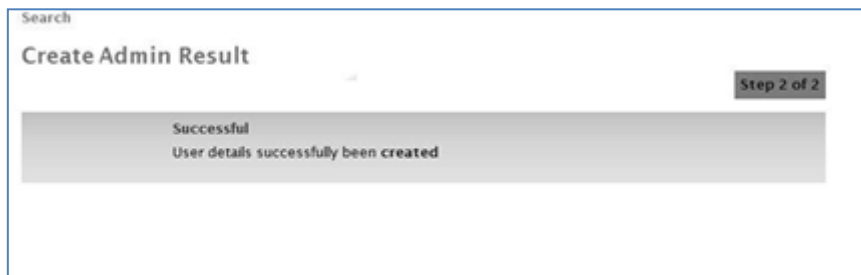 Search
Create Admin Result
Step 2 of 2
Successful
User details successfully been created